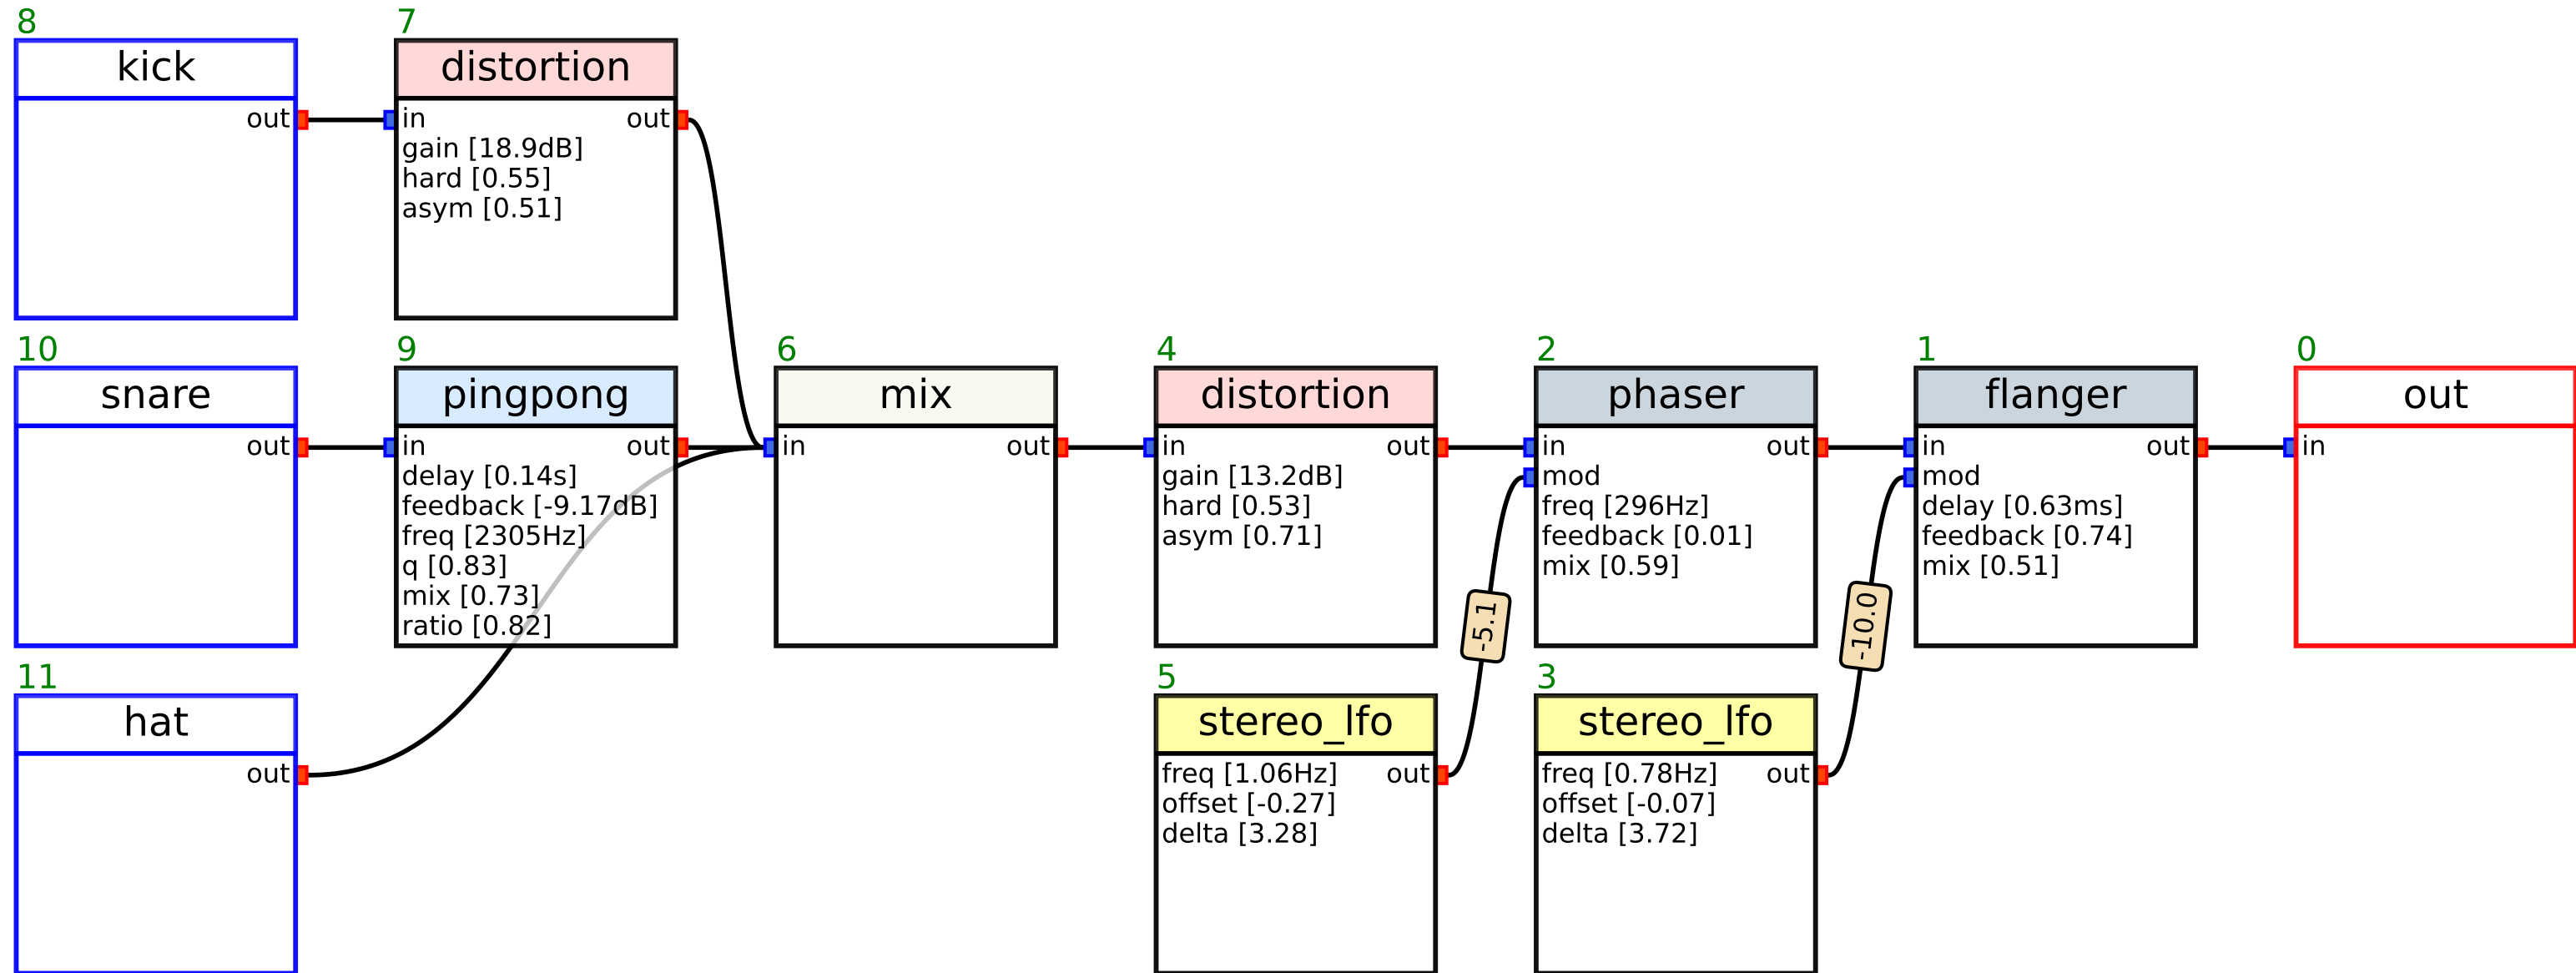 8
kick
out
7
distortion
in out
gain [18.9dB]
hard [0.55]
asym [0.51]
10
snare
out
9
pingpong
in out
delay [0.14s]
feedback [-9.17dB]
freq [2305Hz]
q [0.83]
mix [0.73]
ratio [0.82]
6
mix
in out
4
distortion
in out
gain [13.2dB]
hard [0.53]
asym [0.71]
2
phaser
in out
mod
freq [296Hz]
feedback [0.01]
mix [0.59]
1
flanger
in out
mod
delay [0.63ms]
feedback [0.74]
mix [0.51]
0
out
in
-5.1
-10.0
11
hat
out
5
stereo_lfo
freq [1.06Hz] out
offset [-0.27]
delta [3.28]
3
stereo_lfo
freq [0.78Hz] out
offset [-0.07]
delta [3.72]